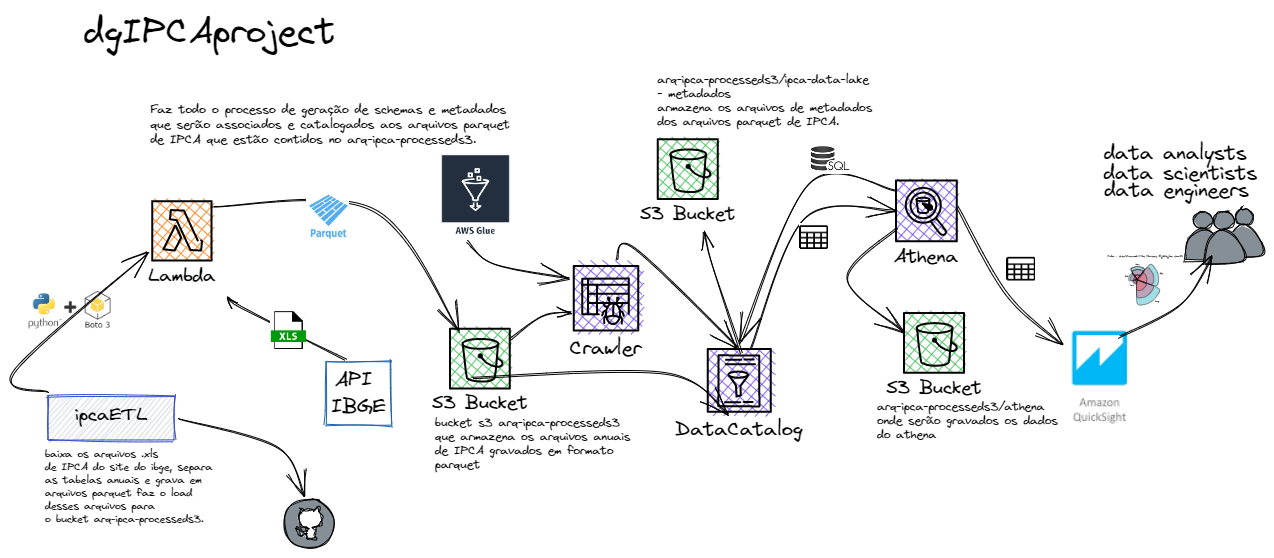 dgIPCAproject
Faz todo o processo de geração de schemas e metadados
que serão associados e catalogados aos arquivos parquet
de IPCA que estão contidos no arq-ipca-processeds3.
Lambda
Parquet
AWS Glue
python
Boto 3
XLS
API
IBGE
ipcaETL
baixa os arquivos .xls
de IPCA do site do ibge, separa
as tabelas anuais e grava em
arquivos parquet faz o load
desses arquivos para
o bucket arq-ipca-processeds3.
S3 Bucket
bucket s3 arq-ipca-processeds3
que armazena os arquivos anuais
de IPCA gravados em formato
parquet
Crawler
arq-ipca-processeds3/ipca-data-lake
- metadados
armazena os arquivos de metadados
dos arquivos parquet de IPCA.
S3 Bucket
DataCatalog
SQL
Athena
S3 Bucket
arq-ipca-processeds3/athena
onde serão gravados os dados
do athena
Amazon
QuickSight
data analysts
data scientists
data engineers